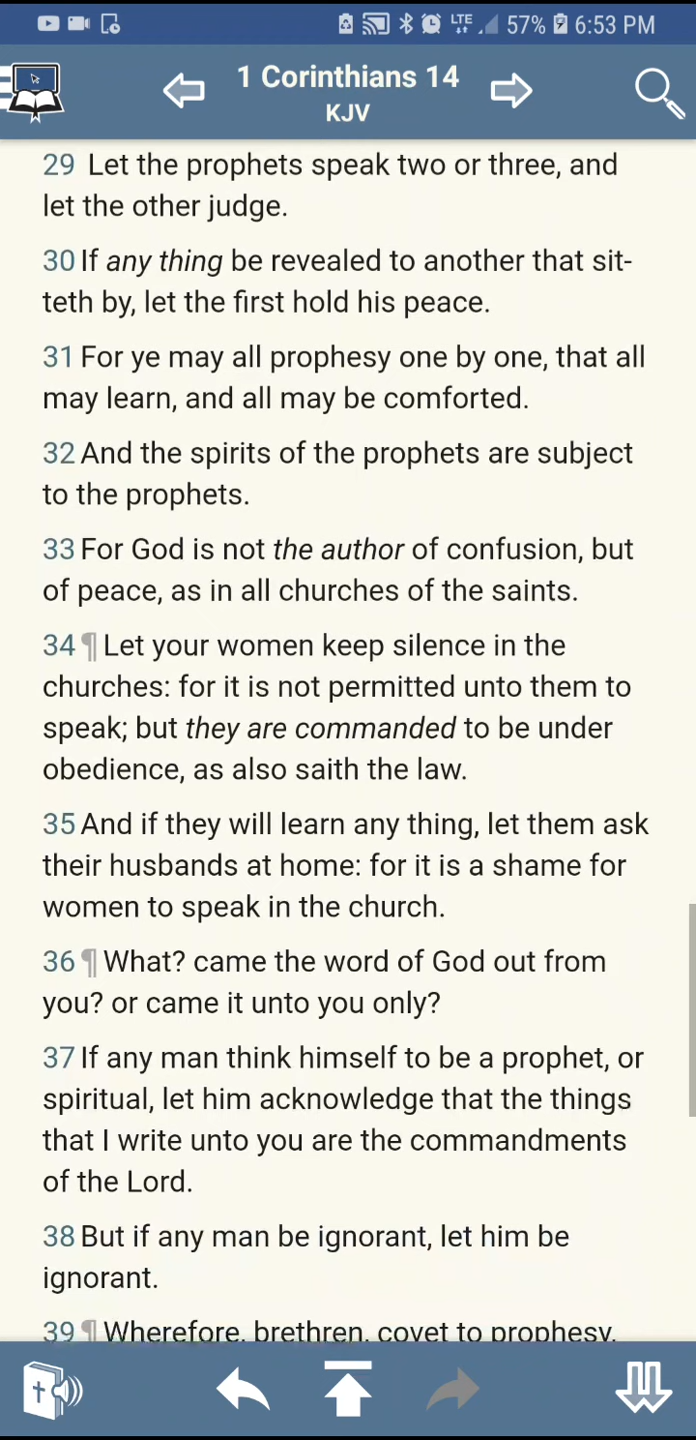 LTE 57% 6:53 PM
1 Corinthians 14
KJV
29 Let the prophets speak two or three, and
let the other judge.
30 If any thing be revealed to another that sit-
teth by, let the first hold his peace.
31 For ye may all prophesy one by one, that all
may learn, and all may be comforted.
32 And the spirits of the prophets are subject
to the prophets.
33 For God is not the author of confusion, but
of peace, as in all churches of the saints.
34 ¶ Let your women keep silence in the
churches: for it is not permitted unto them to
speak; but they are commanded to be under
obedience, as also saith the law.
35 And if they will learn any thing, let them ask
their husbands at home: for it is a shame for
women to speak in the church.
36 ¶ What? came the word of God out from
you? or came it unto you only?
37 If any man think himself to be a prophet, or
spiritual, let him acknowledge that the things
that I write unto you are the commandments
of the Lord.
38 But if any man be ignorant, let him be
ignorant.
39 ¶ Wherefore, brethren, covet to prophesy,